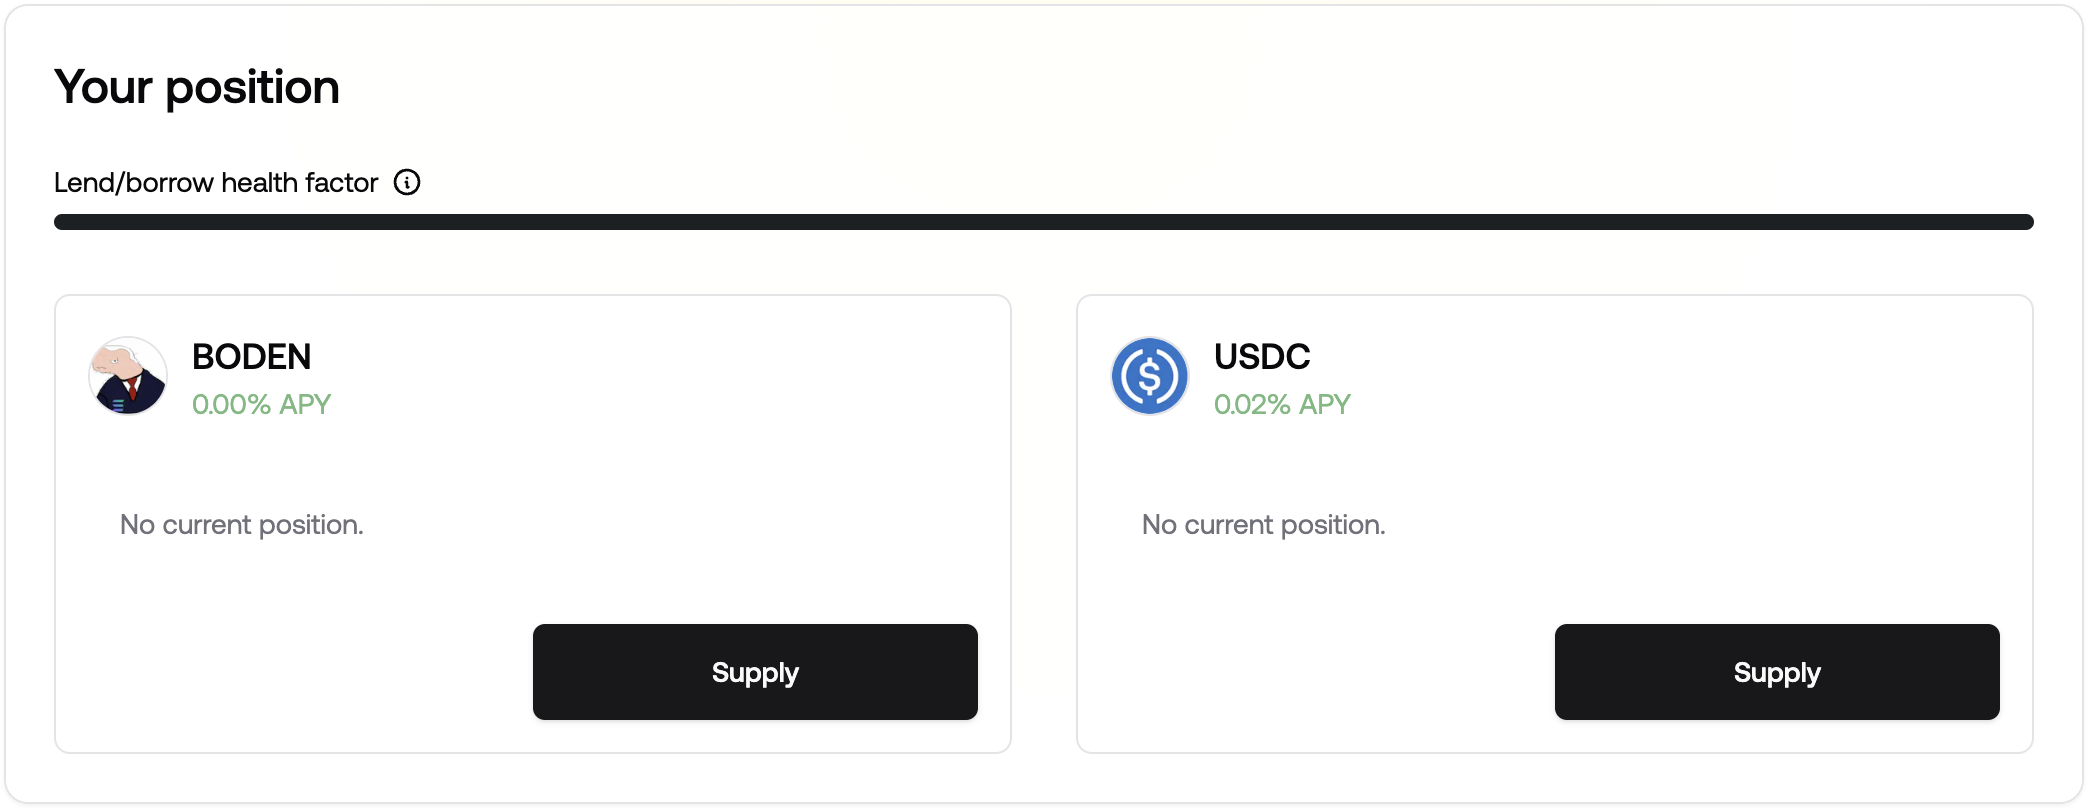 Your position
Lend/borrow health factor
BODEN
0.00% APY
No current position.
Supply
USDC
0.02% APY
No current position.
Supply